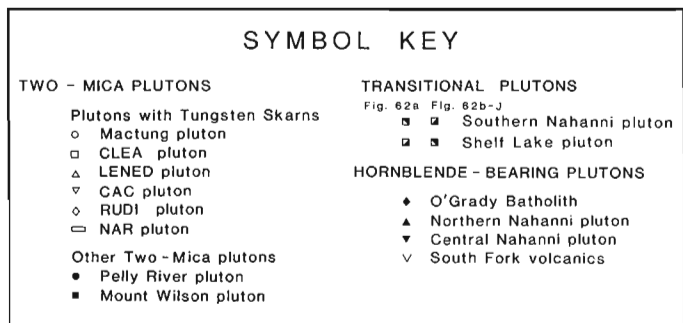 SYMBOL KEY
TWO - MICA PLUTONS
Plutons with Tungsten Skarns
Mactung pluton
CLEA pluton
LENED pluton
CAC pluton
RUDI pluton
NAR pluton
Other Two - Mica plutons
Pelly River pluton
Mount Wilson pluton
TRANSITIONAL PLUTONS
Fig. 62a Fig. 62b-J
Southern Nahanni pluton
Shelf Lake pluton
HORNBLENDE - BEARING PLUTONS
O'Grady Batholith
Northern Nahanni pluton
Central Nahanni pluton
South Fork volcanics